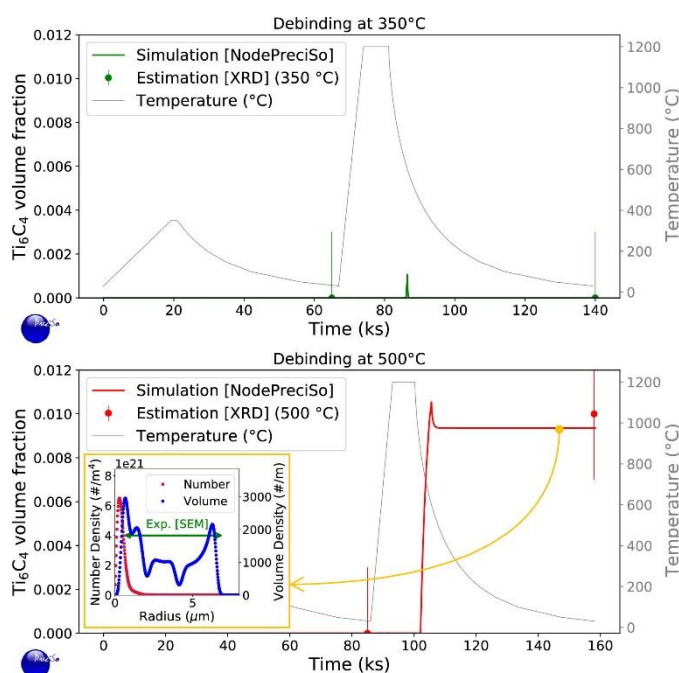 Debinding at 350°C
Simulation [NodePreciSo]
Estimation [XRD] (350 °C)
Temperature (°C)
0.012
0.010
0.008
0.006
0.004
0.002
0.000
Ti₆C₄ volume fraction
1200
1000
800
600
400
200
0
Temperature (°C)
0 20 40 60 80 100 120 140
Time (ks)
PreciSo
Debinding at 500°C
Simulation [NodePreciSo]
Estimation [XRD] (500 °C)
Temperature (°C)
0.012
0.010
0.008
0.006
0.004
0.002
0.000
Ti₆C₄ volume fraction
1200
1000
800
600
400
200
0
Temperature (°C)
1e21
Number
Volume
Exp. [SEM]
8
6
4
2
0
Number Density (#/m⁴)
3000
2000
1000
0
Volume Density (#/m)
0 5
Radius (μm)
60 80 100 120 140 160
Time (ks)
PreciSo